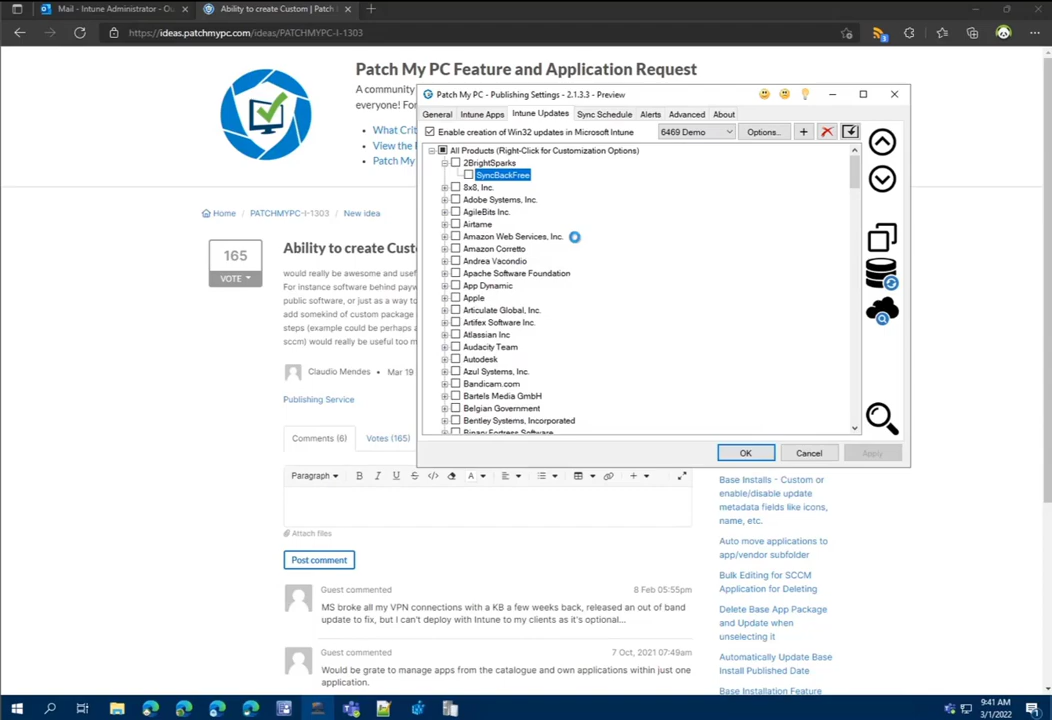 Mail - Intune Administrator - Ou
Ability to create Custom | Patch
https://ideas.patchmypc.com/ideas/PATCHMYPC-I-1303
Patch My PC Feature and Application Request
A community
everyone! Fo
What Crit
View the
Patch My
Home
PATCHMYPC-I-1303
New idea
165
VOTE
Ability to create Custo
would really be awesome and usef
For instance software behind payw
public software, or just as a way to
add somekind of custom package
steps (example could be perhaps a
sccm) would really be useful too m
Claudio Mendes • Mar 19
Publishing Service
Comments (6)
Votes (165)
Paragraph
B I U S </> A
Attach files
Post comment
Guest commented
8 Feb 05:55pm
MS broke all my VPN connections with a KB a few weeks back, released an out of band
update to fix, but I can't deploy with Intune to my clients as it's optional...
Guest commented
7 Oct, 2021 07:49am
Would be grate to manage apps from the catalogue and own applications within just one
application.
Patch My PC - Publishing Settings - 2.1.3.3 - Preview
General
Intune Apps
Intune Updates
Sync Schedule
Alerts
Advanced
About
Enable creation of Win32 updates in Microsoft Intune
6469 Demo
Options...
All Products (Right-Click for Customization Options)
2BrightSparks
SyncBackFree
8x8, Inc.
Adobe Systems, Inc.
AgileBits Inc.
Airtame
Amazon Web Services, Inc.
Amazon Corretto
Andrea Vacondio
Apache Software Foundation
App Dynamic
Apple
Articulate Global, Inc.
Artifex Software Inc.
Atlassian Inc
Audacity Team
Autodesk
Azul Systems, Inc.
Bandicam.com
Bartels Media GmbH
Belgian Government
Bentley Systems, Incorporated
Binary Fortress Software
OK
Cancel
Apply
Base Installs - Custom or
enable/disable update
metadata fields like icons,
name, etc.
Auto move applications to
app/vendor subfolder
Bulk Editing for SCCM
Application for Deleting
Delete Base App Package
and Update when
unselecting it
Automatically Update Base
Install Published Date
Base Installation Feature
9:41 AM
3/1/2022